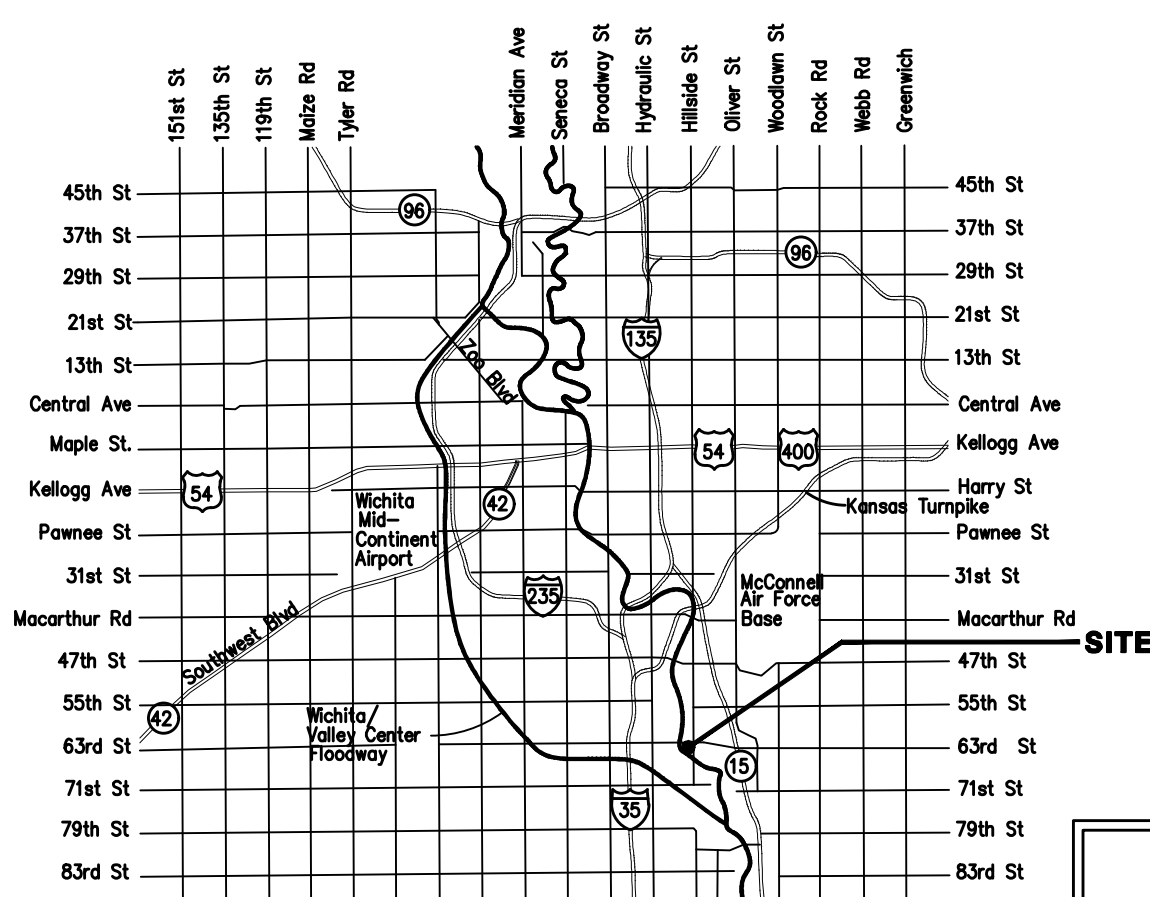 151st St
135th St
119th St
Maize Rd
Tyler Rd
Meridian Ave
Seneca St
Broadway St
Hydraulic St
Hillside St
Oliver St
Woodlawn St
Rock Rd
Webb Rd
Greenwich
45th St
45th St
96
37th St
37th St
96
29th St
29th St
21st St
21st St
135
13th St
Zoo Blvd
13th St
Central Ave
Central Ave
Maple St.
54
400
Kellogg Ave
Kellogg Ave
54
Harry St
Wichita
Mid-
Continent
Airport
42
Kansas Turnpike
Pawnee St
Pawnee St
31st St
31st St
235
McConnell
Air Force
Base
Macarthur Rd
Southwest Blvd
Macarthur Rd
SITE
47th St
47th St
55th St
55th St
42
Wichita/
Valley Center
Floodway
63rd St
63rd St
15
71st St
71st St
35
79th St
79th St
83rd St
83rd St